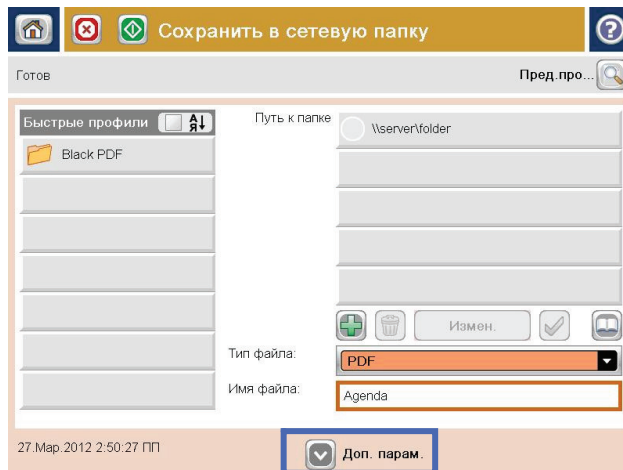 Сохранить в сетевую папку
?
Готов
Пред.про...
Быстрые профили
АЯ
Black PDF
Путь к папке
\\server\folder
Измен.
Тип файла:
PDF
Имя файла:
Agenda
27.Мар.2012 2:50:27 ПП
Доп. парам.